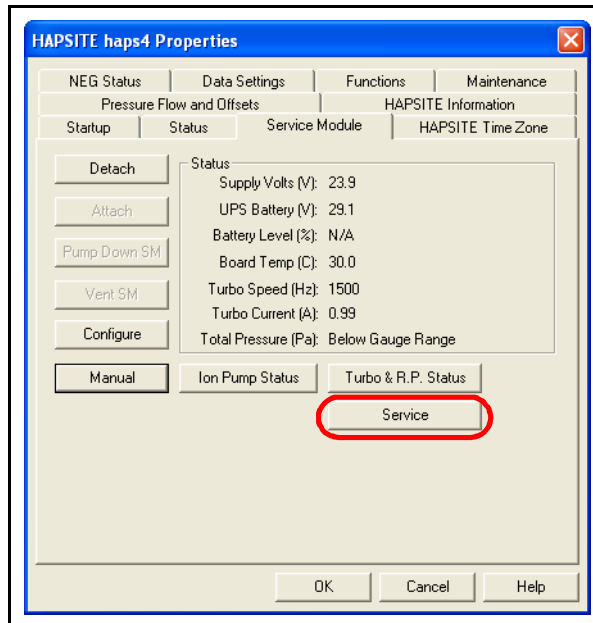 HAPSITE haps4 Properties
NEG Status Data Settings Functions Maintenance
Pressure Flow and Offsets HAPSITE Information
Startup Status Service Module HAPSITE Time Zone
Detach
Attach
Pump Down SM
Vent SM
Configure
Manual
Status
Supply Volts (V): 23.9
UPS Battery (V): 29.1
Battery Level (%): N/A
Board Temp (C): 30.0
Turbo Speed (Hz): 1500
Turbo Current (A): 0.99
Total Pressure (Pa): Below Gauge Range
Ion Pump Status Turbo & R.P. Status
Service
OK Cancel Help